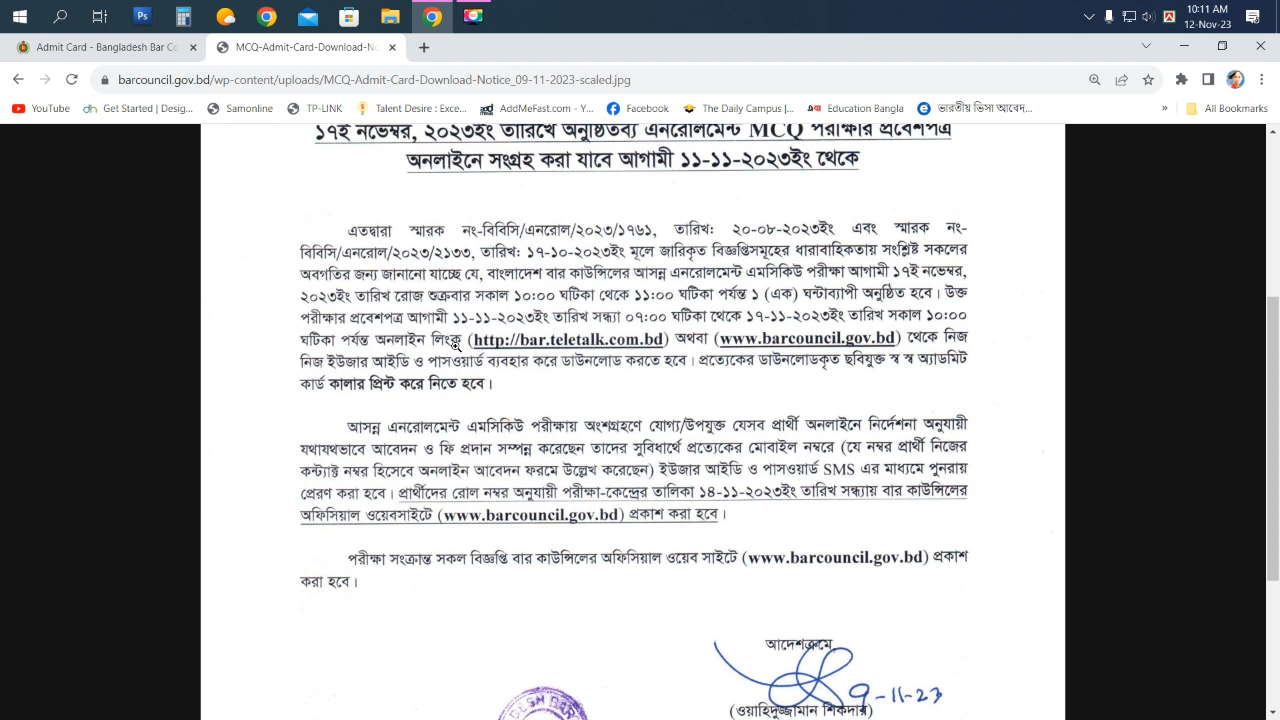 10:11 AM
12-Nov-23
Admit Card - Bangladesh Bar Co
MCQ-Admit-Card-Download-No
barcouncil.gov.bd/wp-content/uploads/MCQ-Admit-Card-Download-Notice_09-11-2023-scaled.jpg
YouTube Get Started | Desig... Samonline TP-LINK Talent Desire : Exce... AddMeFast.com - Y... Facebook The Daily Campus |... Education Bangla ভারতীয় ভিসা আবেদ... » All Bookmarks
১৭ই নভেম্বর, ২০২৩ইং তারিখে অনুষ্ঠিতব্য এনরোলমেন্ট MCQ পরীক্ষার প্রবেশপত্র
অনলাইনে সংগ্রহ করা যাবে আগামী ১১-১১-২০২৩ইং থেকে
এতদ্বারা স্মারক নং-বিবিসি/এনরোল/২০২৩/১৭৬১, তারিখ: ২০-০৮-২০২৩ইং এবং স্মারক নং-
বিবিসি/এনরোল/২০২৩/২১৩৩, তারিখ: ১৭-১০-২০২৩ইং মূলে জারিকৃত বিজ্ঞপ্তিসমূহের ধারাবাহিকতায় সংশ্লিষ্ট সকলের
অবগতির জন্য জানানো যাচ্ছে যে, বাংলাদেশ বার কাউন্সিলের আসন্ন এনরোলমেন্ট এমসিকিউ পরীক্ষা আগামী ১৭ই নভেম্বর,
২০২৩ইং তারিখ রোজ শুক্রবার সকাল ১০:০০ ঘটিকা থেকে ১১:০০ ঘটিকা পর্যন্ত ১ (এক) ঘন্টাব্যাপী অনুষ্ঠিত হবে। উক্ত
পরীক্ষার প্রবেশপত্র আগামী ১১-১১-২০২৩ইং তারিখ সন্ধ্যা ০৭:০০ ঘটিকা থেকে ১৭-১১-২০২৩ইং তারিখ সকাল ১০:০০
ঘটিকা পর্যন্ত অনলাইন লিংক (http://bar.teletalk.com.bd) অথবা (www.barcouncil.gov.bd) থেকে নিজ
নিজ ইউজার আইডি ও পাসওয়ার্ড ব্যবহার করে ডাউনলোড করতে হবে। প্রত্যেকের ডাউনলোডকৃত ছবিযুক্ত স্ব স্ব অ্যাডমিট
কার্ড কালার প্রিন্ট করে নিতে হবে।
আসন্ন এনরোলমেন্ট এমসিকিউ পরীক্ষায় অংশগ্রহণে যোগ্য/উপযুক্ত যেসব প্রার্থী অনলাইনে নির্দেশনা অনুযায়ী
যথাযথভাবে আবেদন ও ফি প্রদান সম্পন্ন করেছেন তাদের সুবিধার্থে প্রত্যেকের মোবাইল নম্বরে (যে নম্বর প্রার্থী নিজের
কন্ট্যাক্ট নম্বর হিসেবে অনলাইন আবেদন ফরমে উল্লেখ করেছেন) ইউজার আইডি ও পাসওয়ার্ড SMS এর মাধ্যমে পুনরায়
প্রেরণ করা হবে। প্রার্থীদের রোল নম্বর অনুযায়ী পরীক্ষা-কেন্দ্রের তালিকা ১৪-১১-২০২৩ইং তারিখ সন্ধ্যায় বার কাউন্সিলের
অফিসিয়াল ওয়েবসাইটে (www.barcouncil.gov.bd) প্রকাশ করা হবে।
পরীক্ষা সংক্রান্ত সকল বিজ্ঞপ্তি বার কাউন্সিলের অফিসিয়াল ওয়েব সাইটে (www.barcouncil.gov.bd) প্রকাশ
করা হবে।
আদেশক্রমে,
9-11-23
(ওয়াহিদুজ্জামান শিকদার)